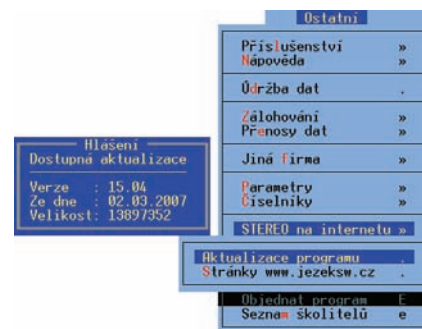 Ostatní
Příslušenství »
Nápověda »
Údržba dat .
Zálohování »
Přenosy dat »
Jiná firma »
Parametry »
Číselníky »
STEREO na internetu »
Aktualizace programu .
Stránky www.jezeksw.cz .
Objednat program E
Seznam školitelů e
Hlášení
Dostupná aktualizace
Verze : 15.04
Ze dne : 02.03.2007
Velikost: 13897352